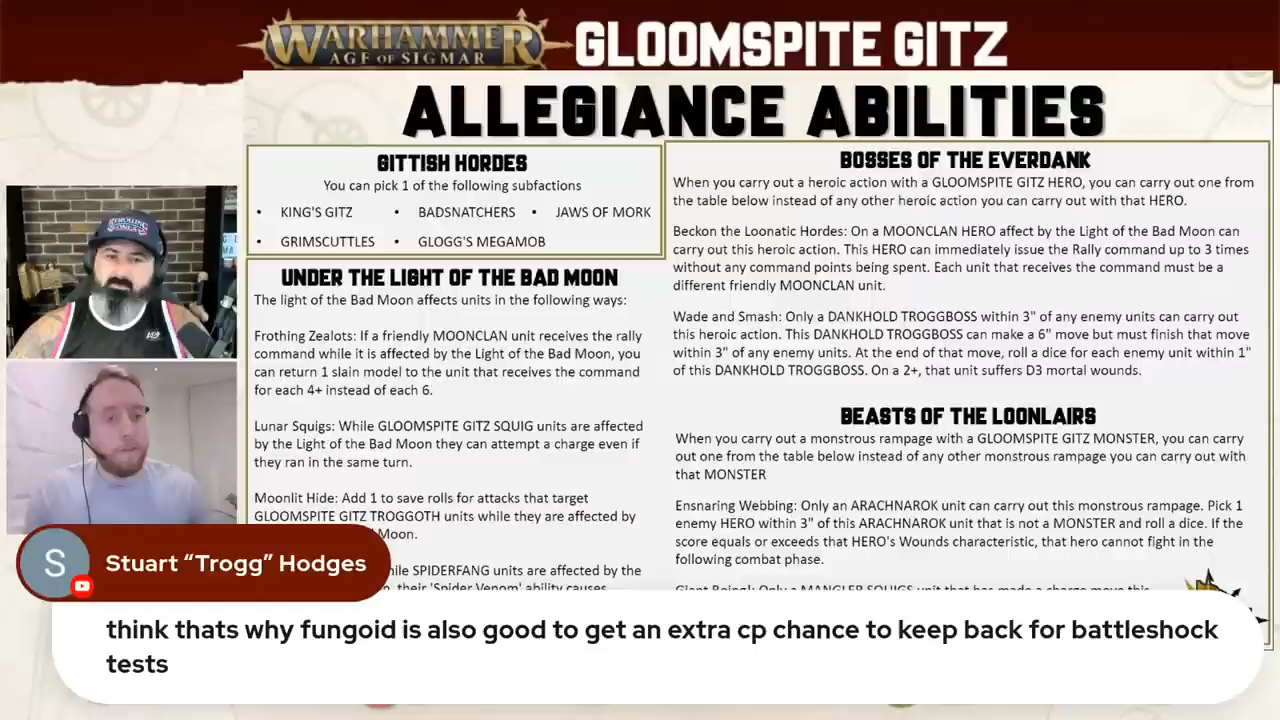 WARHAMMER
AGE OF SIGMAR
GLOOMSPITE GITZ
ALLEGIANCE ABILITIES
GITTISH HORDES
You can pick 1 of the following subfactions
• KING'S GITZ • BADSNATCHERS • JAWS OF MORK
• GRIMSCUTTLES • GLOGG'S MEGAMOB
UNDER THE LIGHT OF THE BAD MOON
The light of the Bad Moon affects units in the following ways:
Frothing Zealots: If a friendly MOONCLAN unit receives the rally
command while it is affected by the Light of the Bad Moon, you
can return 1 slain model to the unit that receives the command
for each 4+ instead of each 6.
Lunar Squigs: While GLOOMSPITE GITZ SQUIG units are affected
by the Light of the Bad Moon they can attempt a charge even if
they ran in the same turn.
Moonlit Hide: Add 1 to save rolls for attacks that target
GLOOMSPITE GITZ TROGGOTH units while they are affected by
Moon.
SPIDERFANG units are affected by the
their 'Spider Venom' ability causes
BOSSES OF THE EVERDANK
When you carry out a heroic action with a GLOOMSPITE GITZ HERO, you can carry out one from
the table below instead of any other heroic action you can carry out with that HERO.
Beckon the Loonatic Hordes: On a MOONCLAN HERO affect by the Light of the Bad Moon can
carry out this heroic action. This HERO can immediately issue the Rally command up to 3 times
without any command points being spent. Each unit that receives the command must be a
different friendly MOONCLAN unit.
Wade and Smash: Only a DANKHOLD TROGGBOSS within 3" of any enemy units can carry out
this heroic action. This DANKHOLD TROGGBOSS can make a 6" move but must finish that move
within 3" of any enemy units. At the end of that move, roll a dice for each enemy unit within 1"
of this DANKHOLD TROGGBOSS. On a 2+, that unit suffers D3 mortal wounds.
BEASTS OF THE LOONLAIRS
When you carry out a monstrous rampage with a GLOOMSPITE GITZ MONSTER, you can carry
out one from the table below instead of any other monstrous rampage you can carry out with
that MONSTER
Ensnaring Webbing: Only an ARACHNAROK unit can carry out this monstrous rampage. Pick 1
enemy HERO within 3" of this ARACHNAROK unit that is not a MONSTER and roll a dice. If the
score equals or exceeds that HERO's Wounds characteristic, that hero cannot fight in the
following combat phase.
Giant Boing!: Only a MANGLER SQUIGS unit that has made a charge move this
S
Stuart “Trogg” Hodges
think thats why fungoid is also good to get an extra cp chance to keep back for battleshock
tests